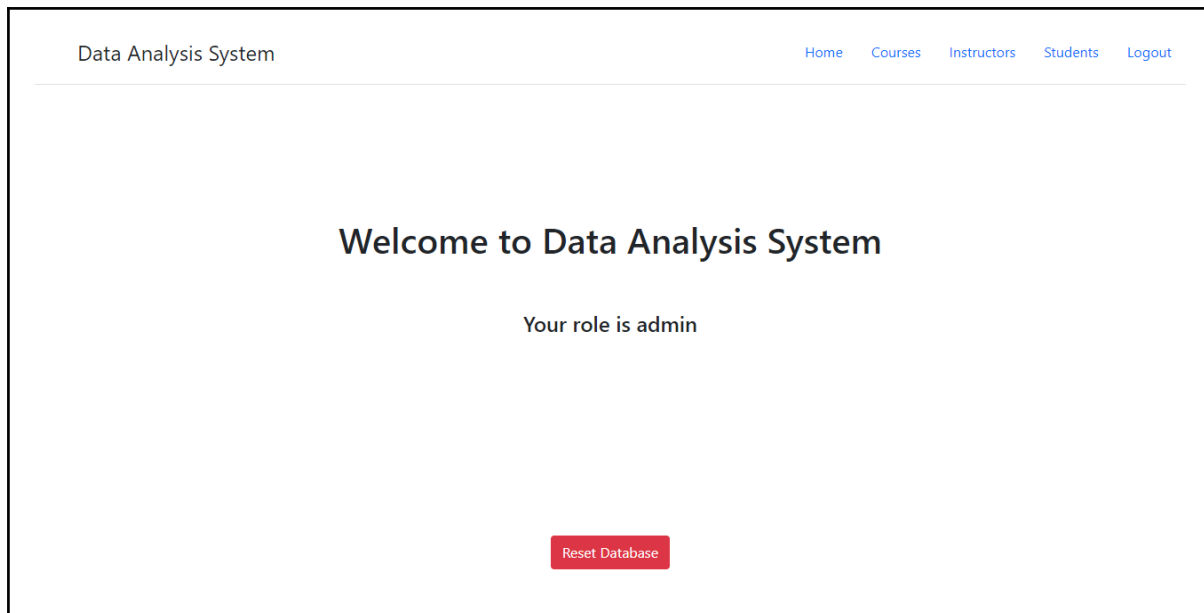 Data Analysis System
Home Courses Instructors Students Logout
Welcome to Data Analysis System
Your role is admin
Reset Database